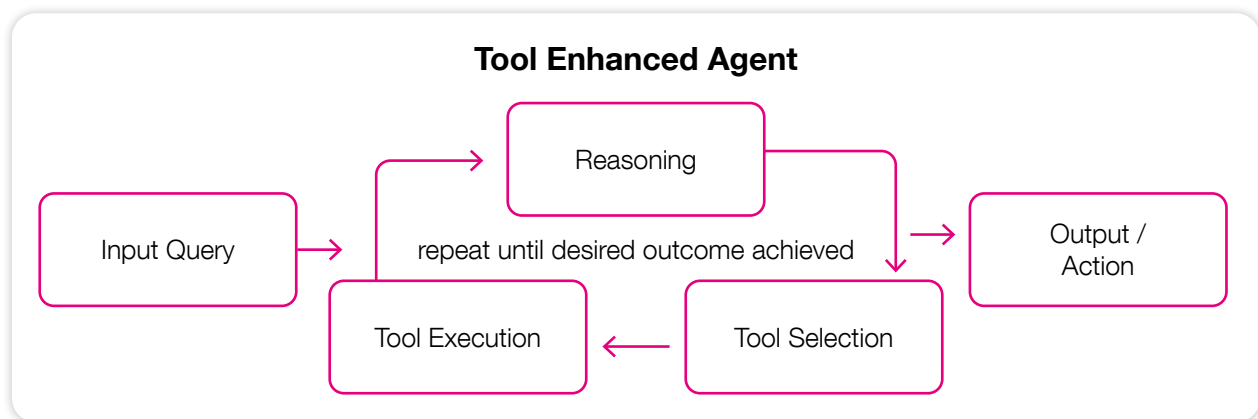 Tool Enhanced Agent
Reasoning
Input Query
repeat until desired outcome achieved
Output /
Action
Tool Execution
Tool Selection